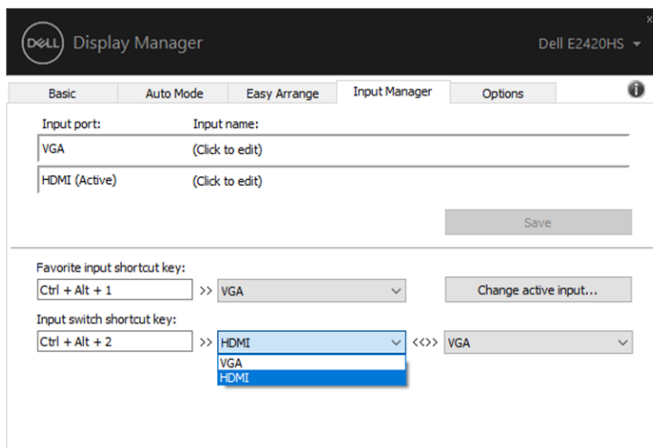 x
DELL Display Manager Dell E2420HS
Basic Auto Mode Easy Arrange Input Manager Options i
Input port: Input name:
VGA (Click to edit)
HDMI (Active) (Click to edit)
Save
Favorite input shortcut key:
Ctrl + Alt + 1 >> VGA Change active input...
Input switch shortcut key:
Ctrl + Alt + 2 >> HDMI <<>> VGA
VGA
HDMI